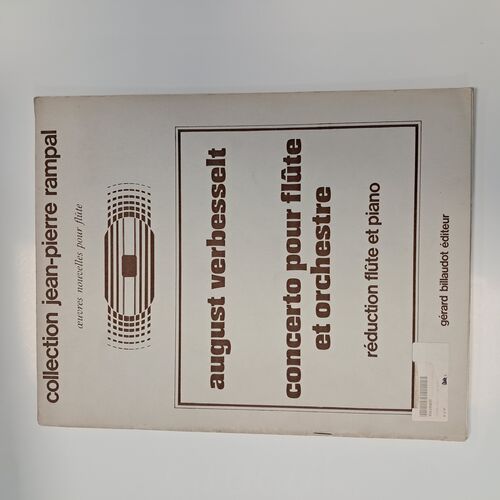 collection jean-pierre rampal
œuvres nouvelles pour flûte
august verbesselt
concerto pour flûte
et orchestre
réduction flûte et piano
gérard billaudot éditeur